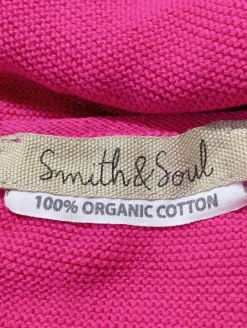 Smith & Soul
100% ORGANIC COTTON